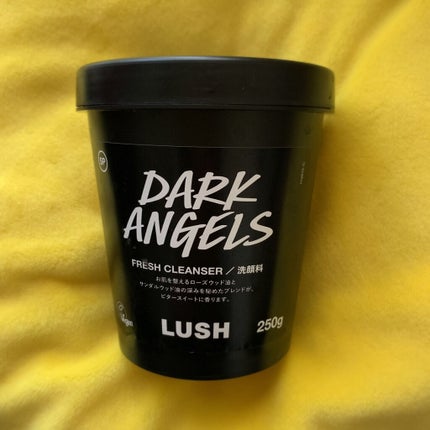 SP
DARK
ANGELS
FRESH CLEANSER / 洗顔料
お肌を整えるローズウッド油と
サンダルウッド油の深みを秘めたブレンドが、
ビタースイートに香ります。
Vegan
LUSH
250g